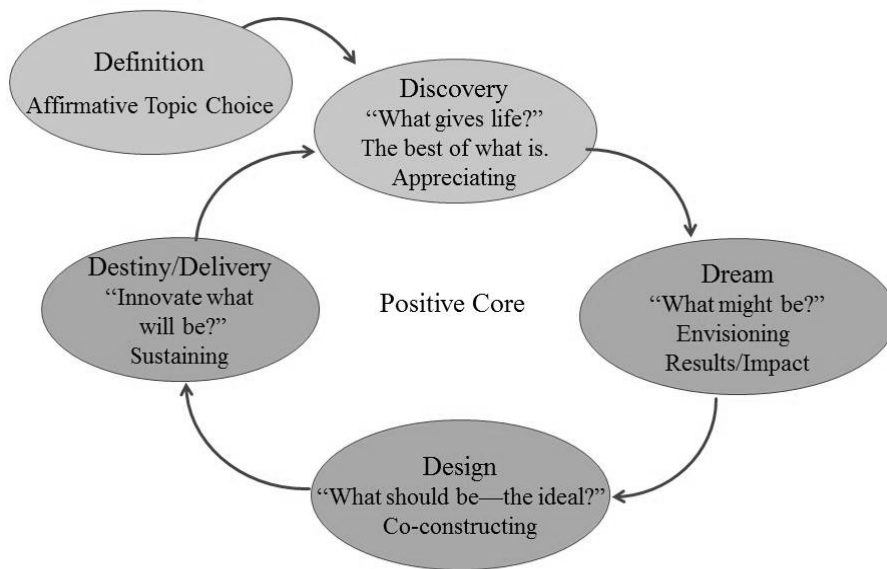 Definition
Affirmative Topic Choice
Discovery
“What gives life?”
The best of what is.
Appreciating
Dream
“What might be?”
Envisioning
Results/Impact
Design
“What should be—the ideal?”
Co-constructing
Destiny/Delivery
“Innovate what
will be?”
Sustaining
Positive Core